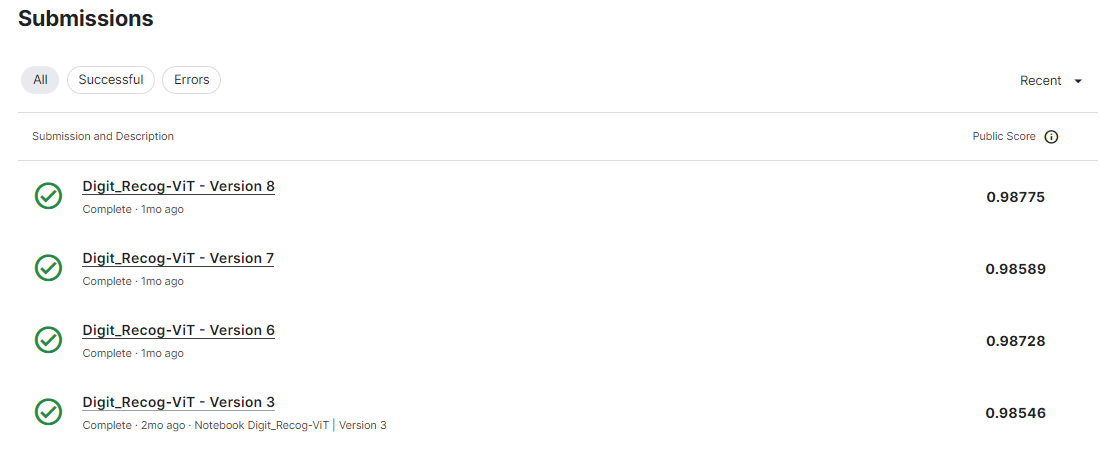 Submissions
All Successful Errors Recent
Submission and Description Public Score
Digit_Recog-ViT - Version 8
Complete · 1mo ago
0.98775
Digit_Recog-ViT - Version 7
Complete · 1mo ago
0.98589
Digit_Recog-ViT - Version 6
Complete · 1mo ago
0.98728
Digit_Recog-ViT - Version 3
Complete · 2mo ago · Notebook Digit_Recog-ViT | Version 3
0.98546